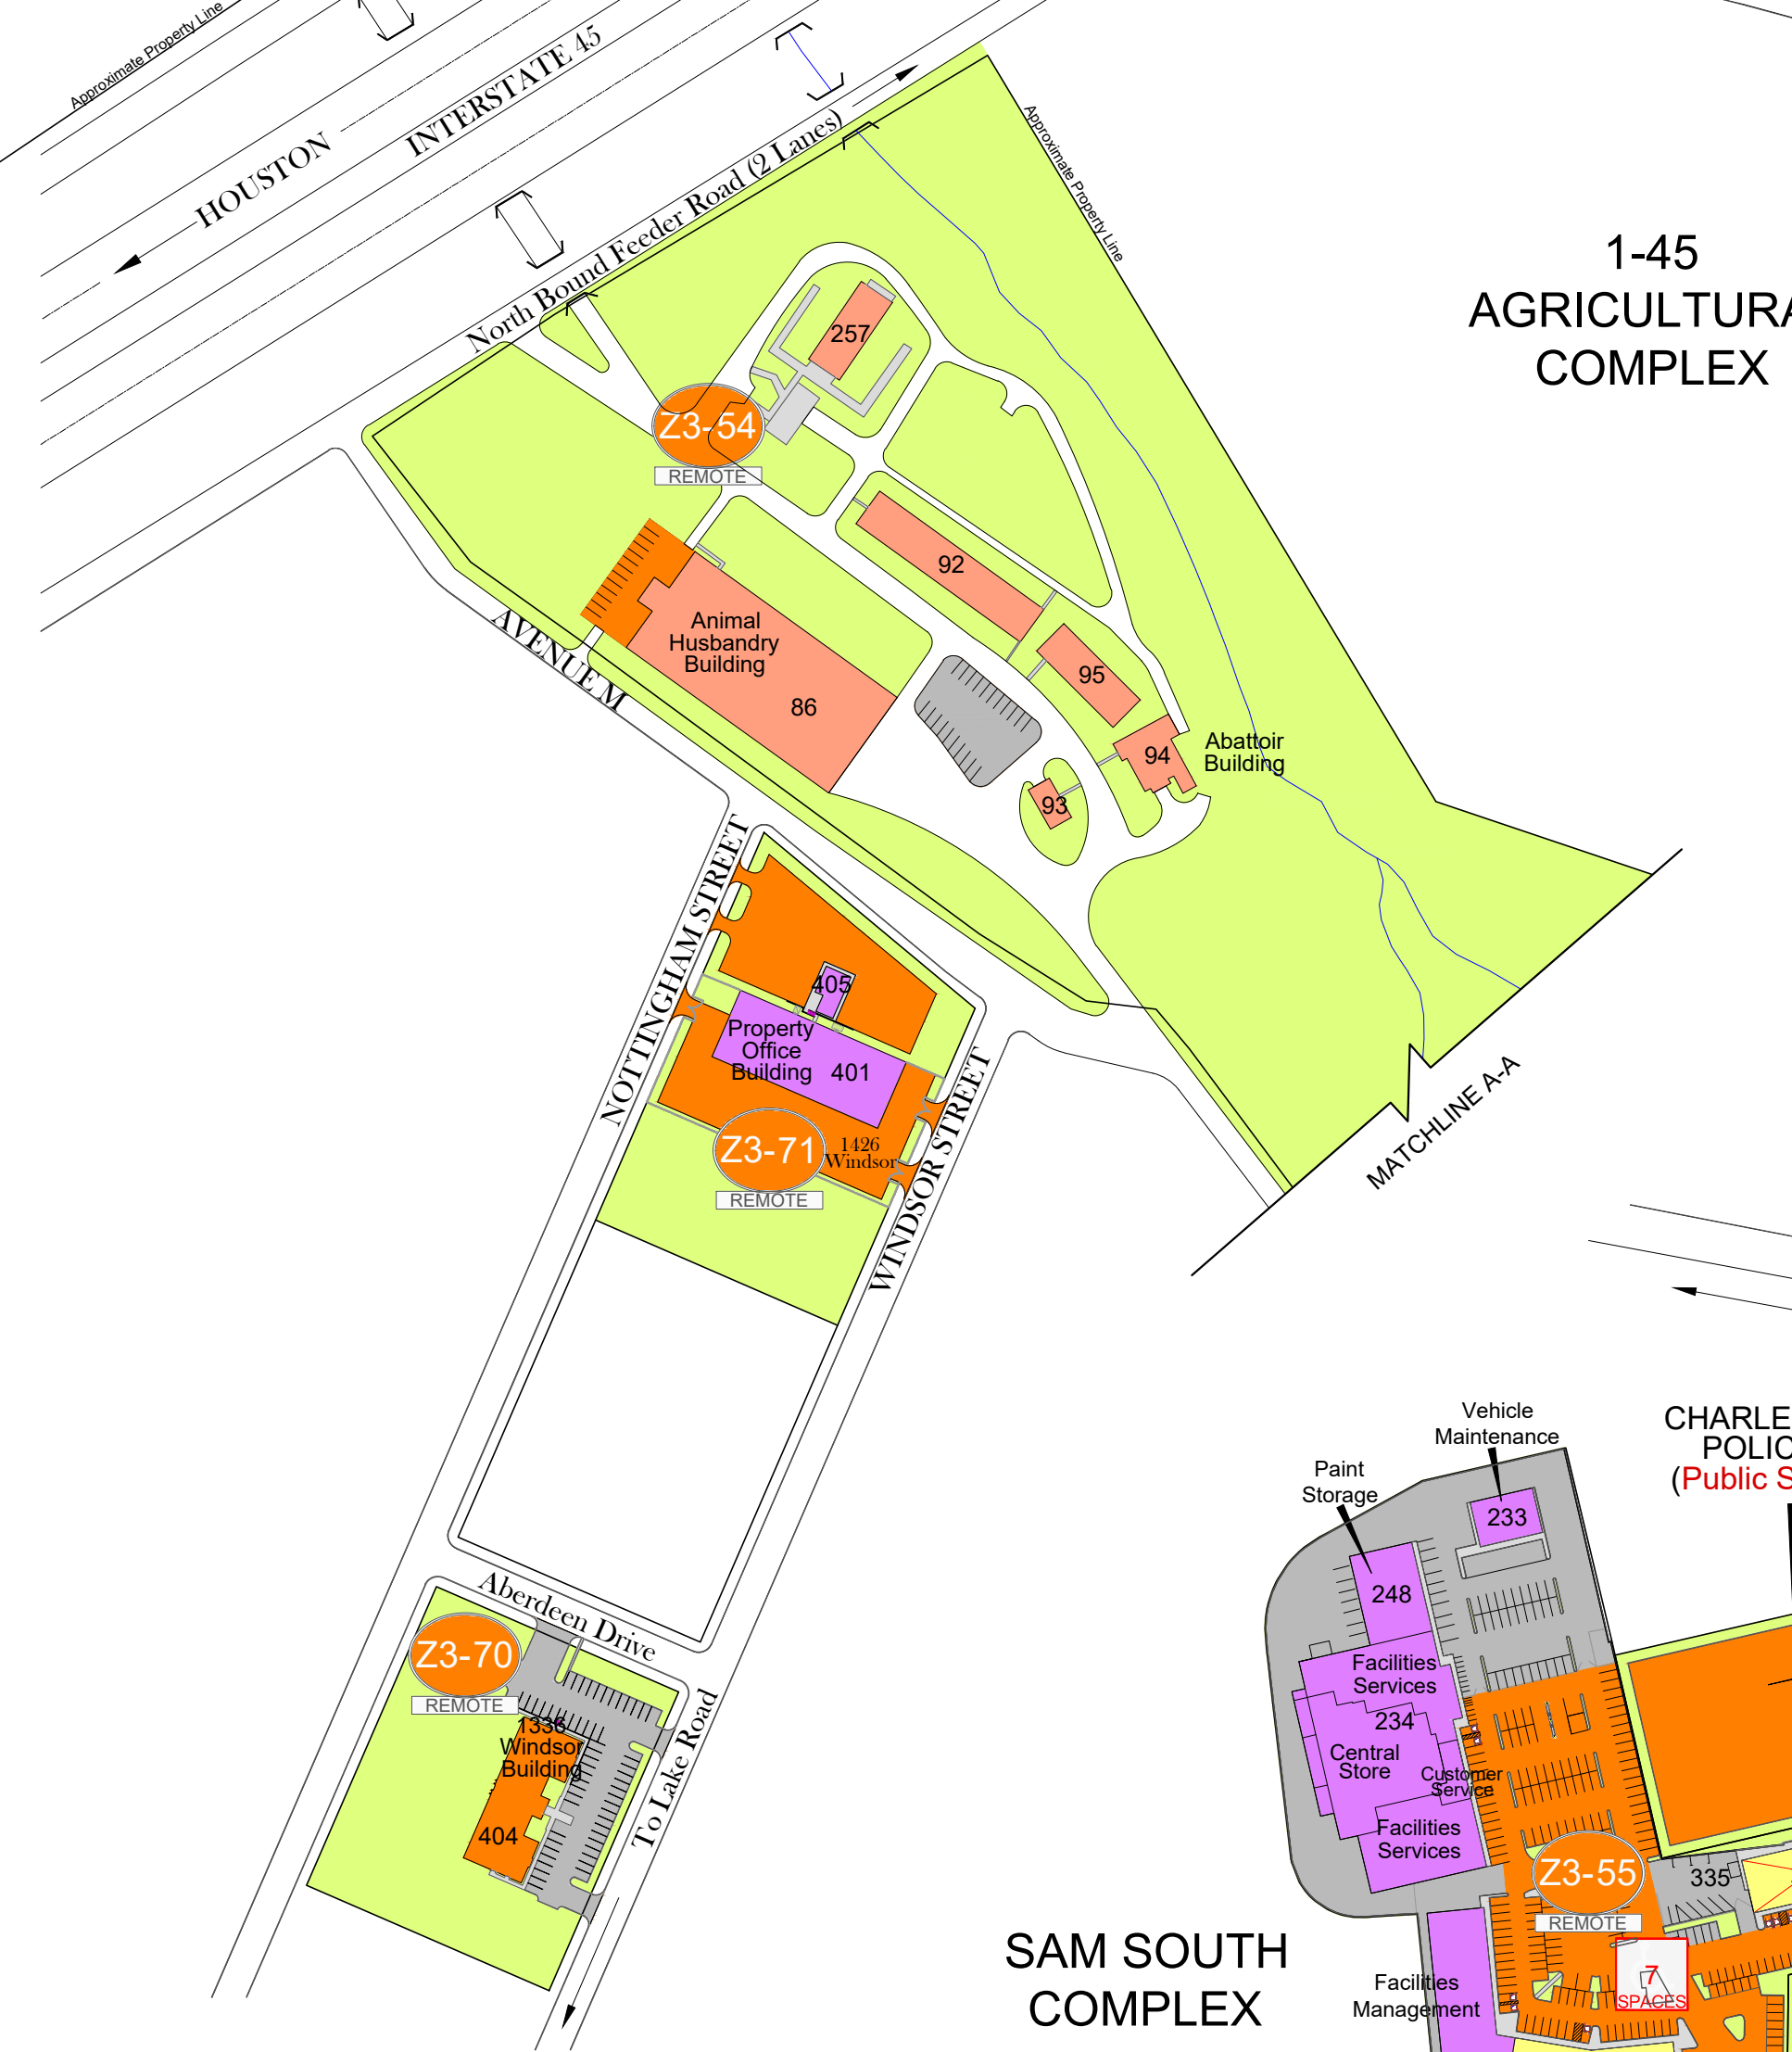 Approximate Property Line
INTERSTATE 45
HOUSTON
North Bound Feeder Road (2 Lanes)
Approximate Property Line
1-45
AGRICULTURA
COMPLEX
257
Z3-54
REMOTE
92
Animal
Husbandry
Building
86
95
94
Abattoir
Building
93
AVENUE M
NOTTINGHAM STREET
405
Property
Office
Building
401
Z3-71
REMOTE
1426
Windsor
WINDSOR STREET
MATCHLINE A-A
Aberdeen Drive
Z3-70
REMOTE
1336
Windsor
Building
404
To Lake Road
SAM SOUTH
COMPLEX
Vehicle
Maintenance
Paint
Storage
CHARLE
POLIC
(Public S
233
248
Facilities
Services
234
Central
Store
Customer
Service
Facilities
Services
Z3-55
REMOTE
335
7
SPACES
Facilities
Management